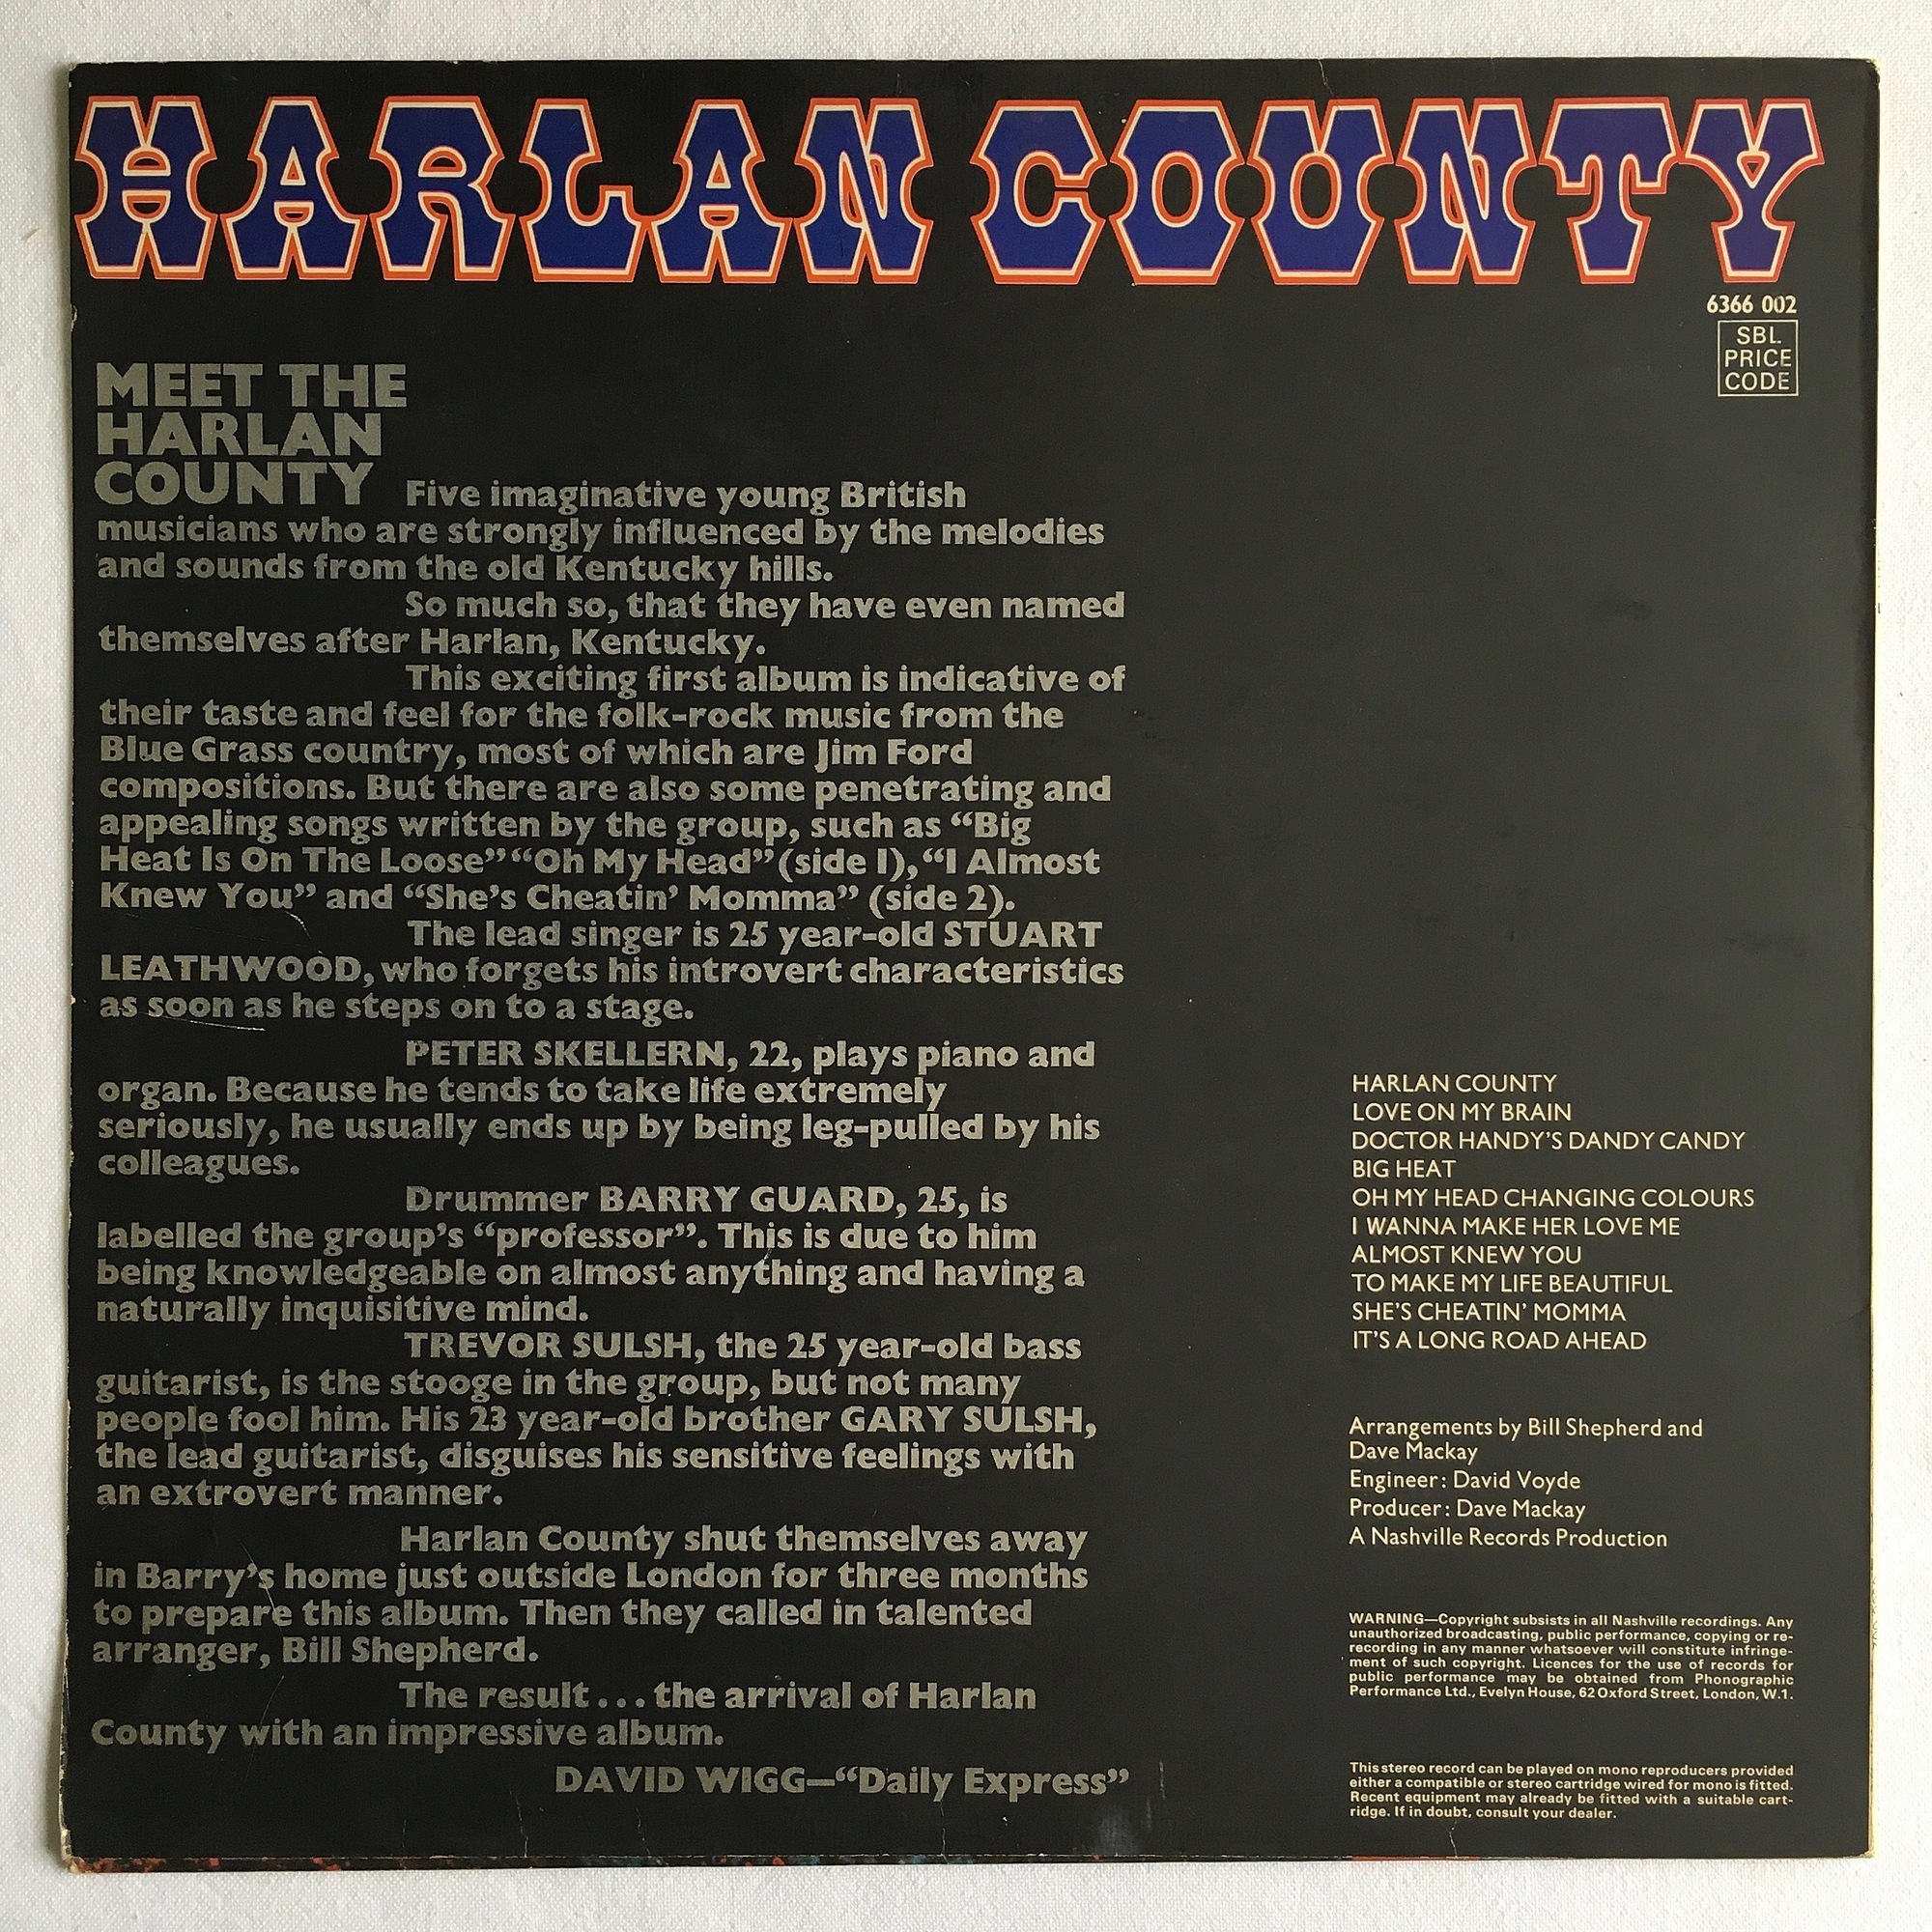 HARLAN COUNTY
6366 002
SBL
PRICE
CODE
MEET THE
HARLAN
COUNTY Five imaginative young British
musicians who are strongly influenced by the melodies
and sounds from the old Kentucky hills.
So much so, that they have even named
themselves after Harlan, Kentucky.
This exciting first album is indicative of
their taste and feel for the folk-rock music from the
Blue Grass country, most of which are Jim Ford
compositions. But there are also some penetrating and
appealing songs written by the group, such as “Big
Heat Is On The Loose” “Oh My Head” (side 1), “I Almost
Knew You” and “She’s Cheatin’ Momma” (side 2).
The lead singer is 25 year-old STUART
LEATHWOOD, who forgets his introvert characteristics
as soon as he steps on to a stage.
PETER SKELLERN, 22, plays piano and
organ. Because he tends to take life extremely
seriously, he usually ends up by being leg-pulled by his
colleagues.
Drummer BARRY GUARD, 25, is
labelled the group’s “professor”. This is due to him
being knowledgeable on almost anything and having a
naturally inquisitive mind.
TREVOR SULSH, the 25 year-old bass
guitarist, is the stooge in the group, but not many
people fool him. His 23 year-old brother GARY SULSH,
the lead guitarist, disguises his sensitive feelings with
an extrovert manner.
Harlan County shut themselves away
in Barry’s home just outside London for three months
to prepare this album. Then they called in talented
arranger, Bill Shepherd.
The result . . . the arrival of Harlan
County with an impressive album.
DAVID WIGG—“Daily Express”
HARLAN COUNTY
LOVE ON MY BRAIN
DOCTOR HANDY’S DANDY CANDY
BIG HEAT
OH MY HEAD CHANGING COLOURS
I WANNA MAKE HER LOVE ME
ALMOST KNEW YOU
TO MAKE MY LIFE BEAUTIFUL
SHE’S CHEATIN’ MOMMA
IT’S A LONG ROAD AHEAD
Arrangements by Bill Shepherd and
Dave Mackay
Engineer: David Voyde
Producer: Dave Mackay
A Nashville Records Production
WARNING—Copyright subsists in all Nashville recordings. Any
unauthorized broadcasting, public performance, copying or re-
recording in any manner whatsoever will constitute infringe-
ment of such copyright. Licences for the use of records for
public performance may be obtained from Phonographic
Performance Ltd., Evelyn House, 62 Oxford Street, London, W.1.
This stereo record can be played on mono reproducers provided
either a compatible or stereo cartridge wired for mono is fitted.
Recent equipment may already be fitted with a suitable cart-
ridge. If in doubt, consult your dealer.